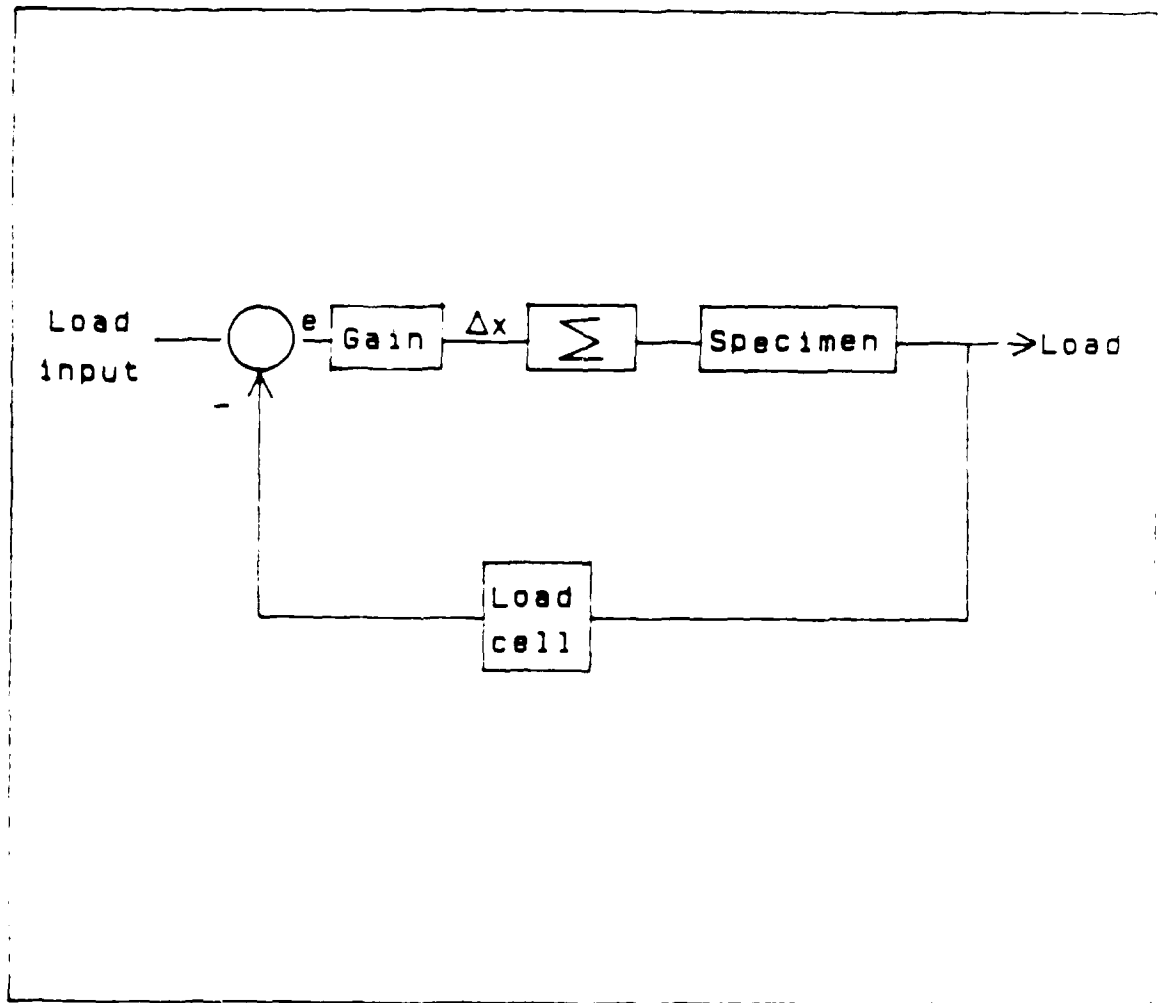 Load
input
-
e
Gain
Δx
Σ
Specimen
Load
Load
cell